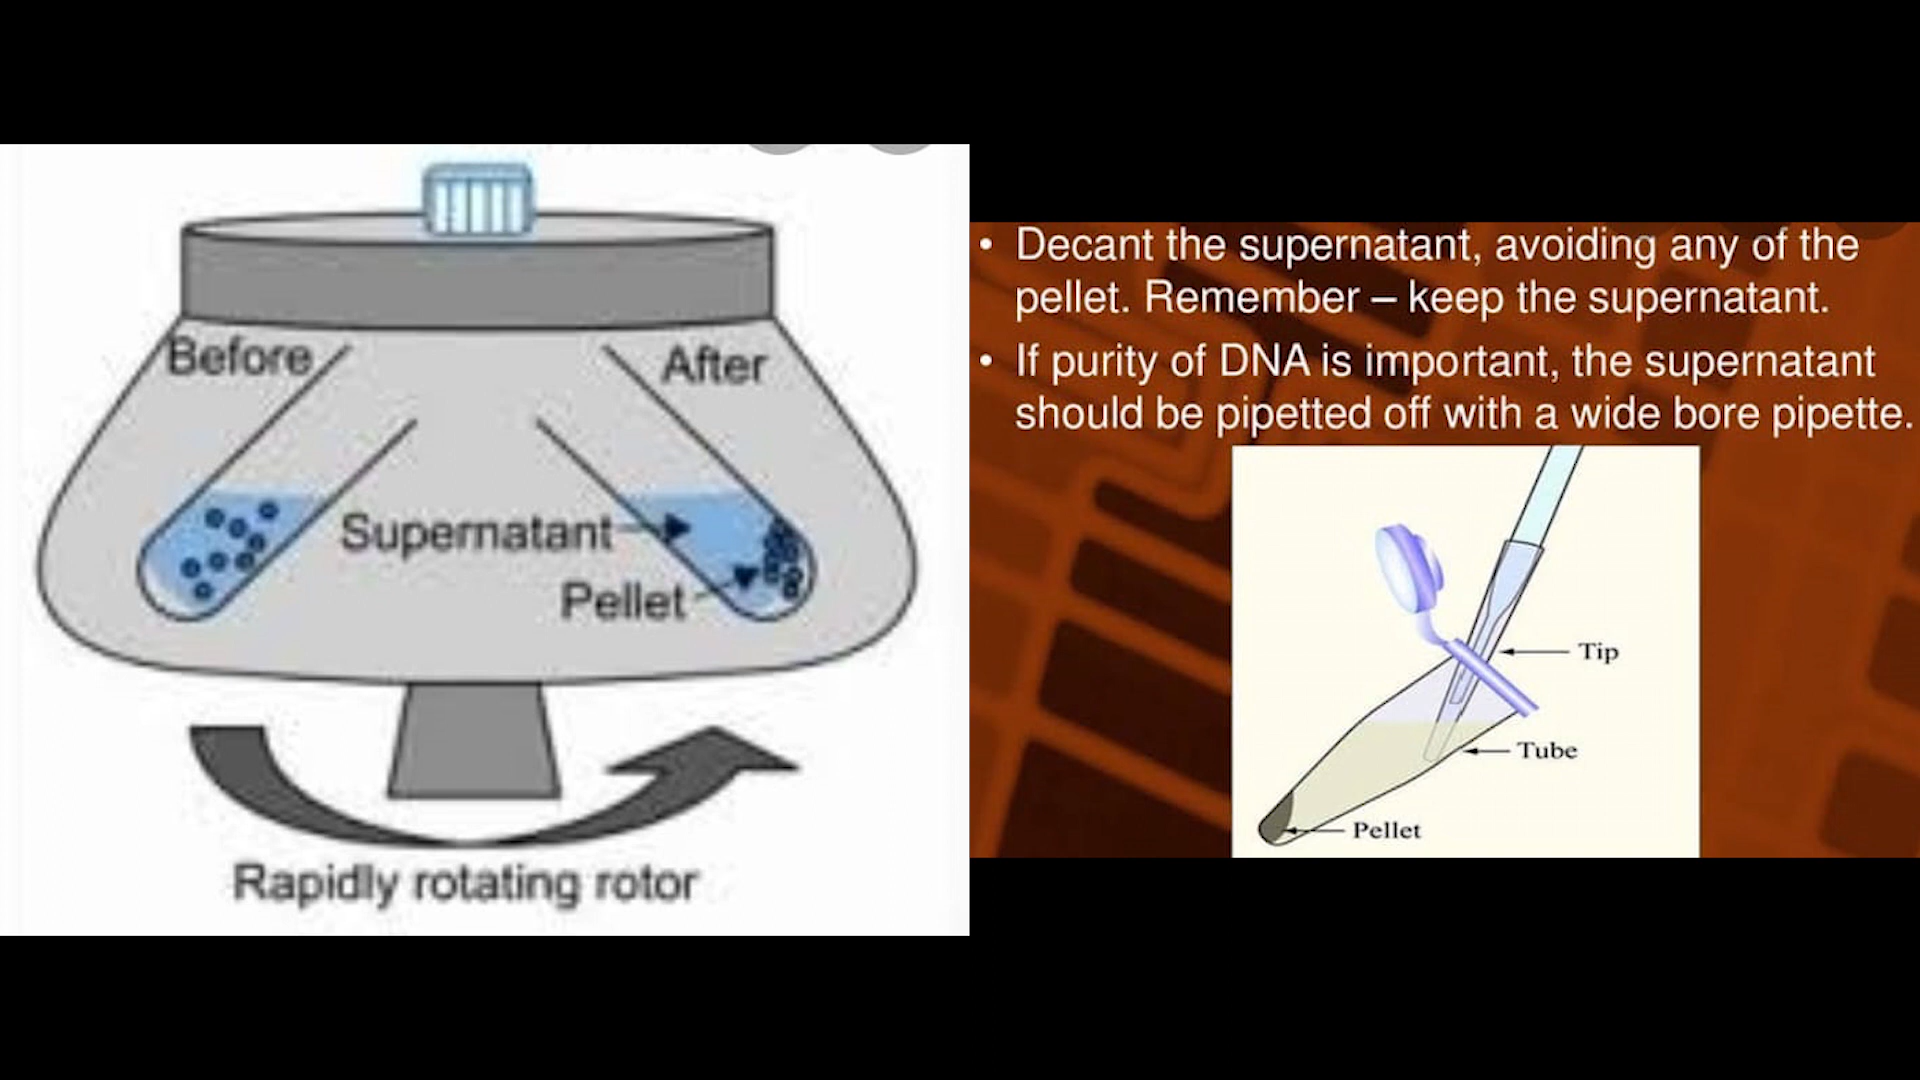 Before
After
Supernatant
Pellet
Rapidly rotating rotor
• Decant the supernatant, avoiding any of the
pellet. Remember – keep the supernatant.
• If purity of DNA is important, the supernatant
should be pipetted off with a wide bore pipette.
Tip
Tube
Pellet